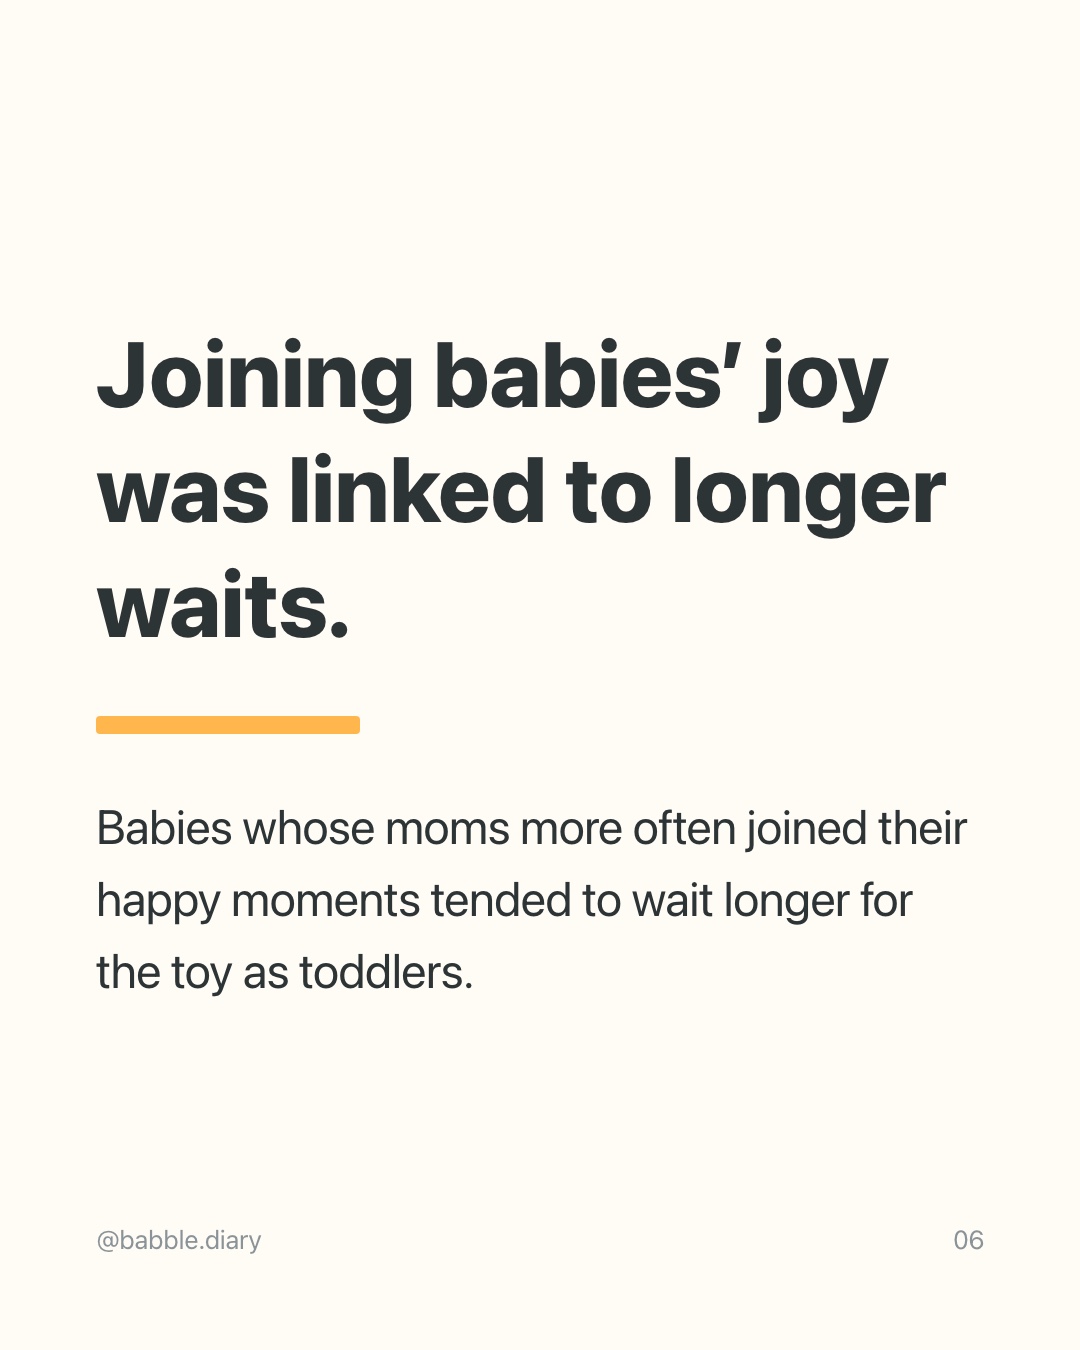 Joining babies’ joy
was linked to longer
waits.
Babies whose moms more often joined their
happy moments tended to wait longer for
the toy as toddlers.
@babble.diary
06